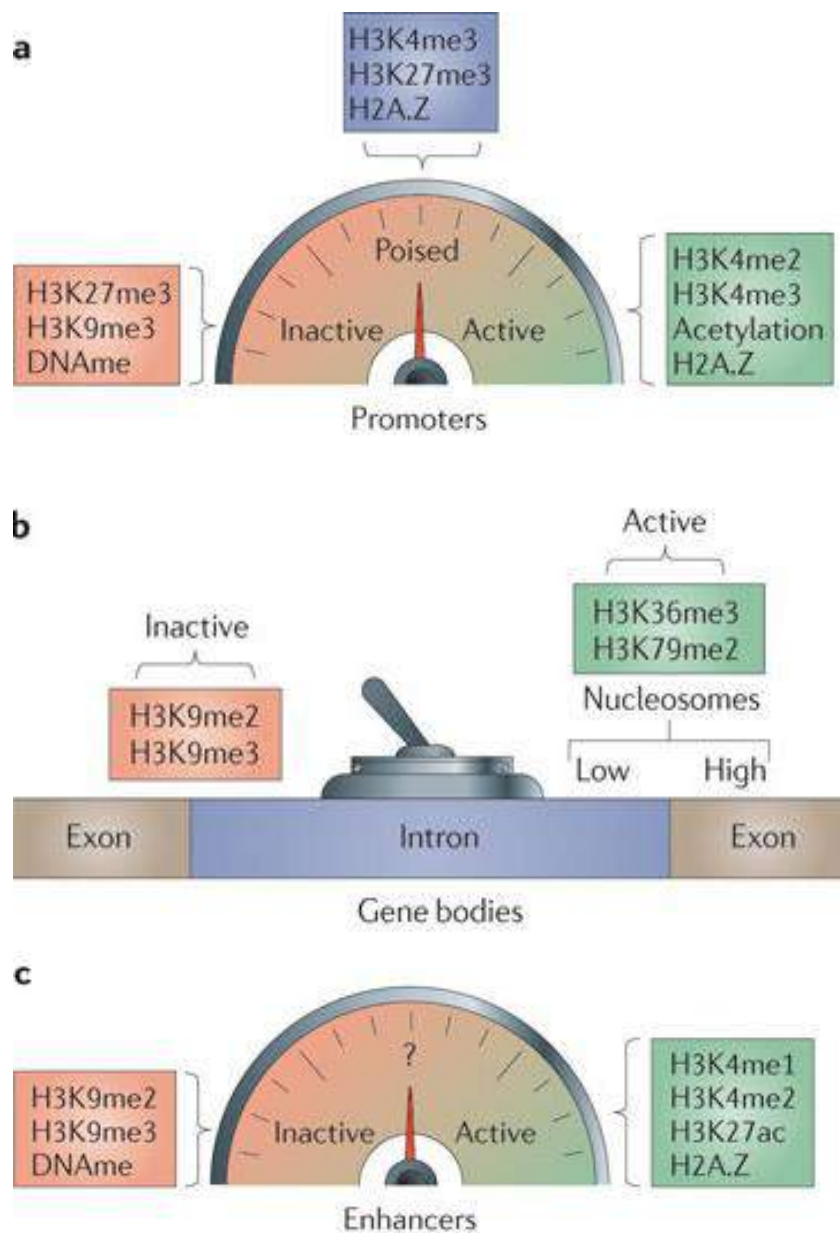 a
H3K4me3
H3K27me3
H2A.Z
Poised
Inactive
Active
H3K27me3
H3K9me3
DNAme
H3K4me2
H3K4me3
Acetylation
H2A.Z
Promoters
b
Inactive
H3K9me2
H3K9me3
Active
H3K36me3
H3K79me2
Nucleosomes
Low High
Exon Intron Exon
Gene bodies
c
?
Inactive
Active
H3K9me2
H3K9me3
DNAme
H3K4me1
H3K4me2
H3K27ac
H2A.Z
Enhancers